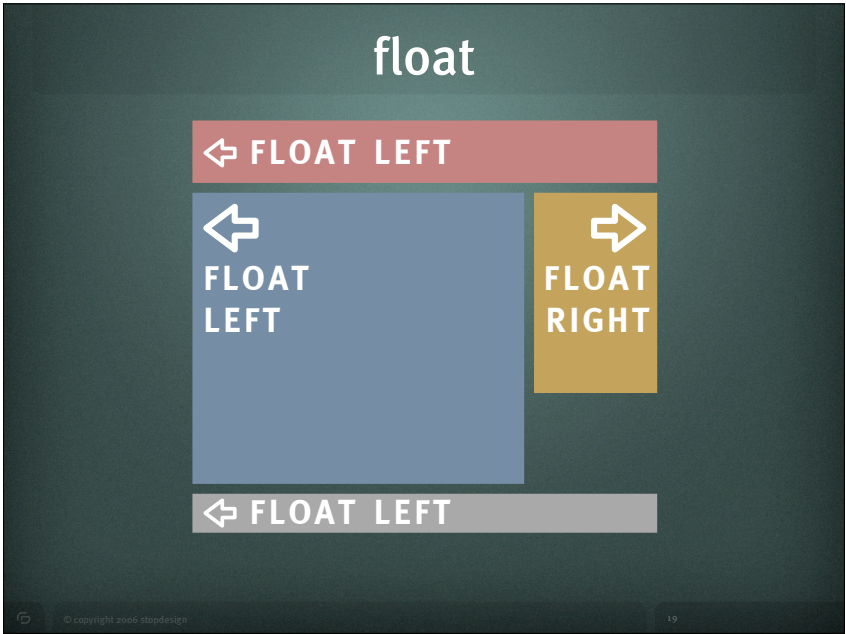 float
FLOAT LEFT
FLOAT
LEFT
FLOAT
RIGHT
FLOAT LEFT
© copyright 2006 stopdesign
19